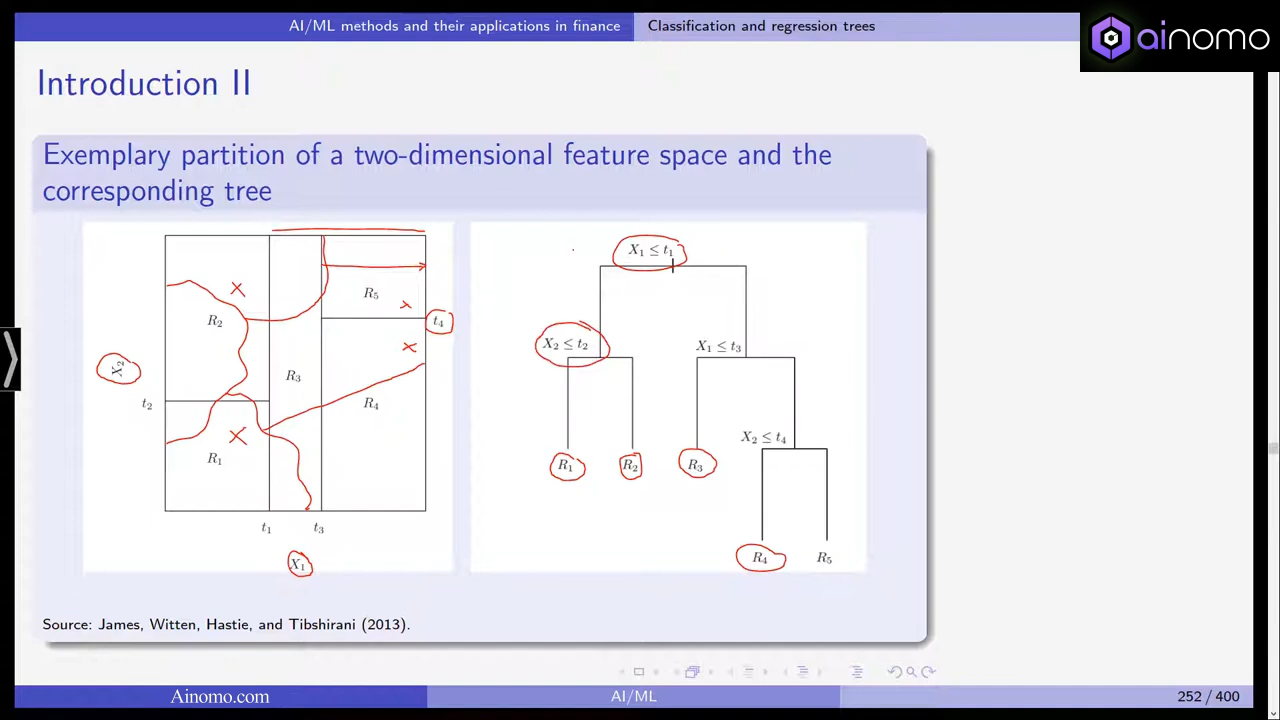 AI/ML methods and their applications in finance
Classification and regression trees
ainomo
Introduction II
Exemplary partition of a two-dimensional feature space and the
corresponding tree
R5
R2
t4
X2
R3
t2
R4
R1
t1
t3
X1
X1 ≤ t1
X2 ≤ t2
X1 ≤ t3
X2 ≤ t4
R1
R2
R3
R4
R5
Source: James, Witten, Hastie, and Tibshirani (2013).
Ainomo.com
AI/ML
252 / 400